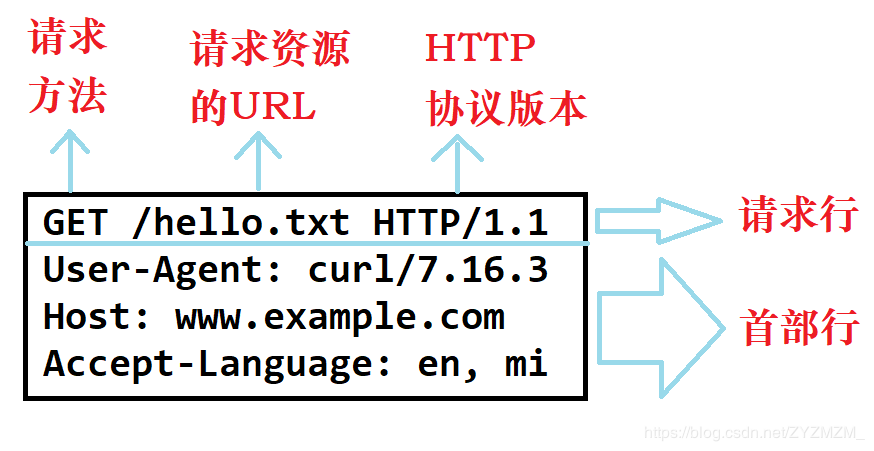 请求
方法
请求资源
的URL
HTTP
协议版本
GET /hello.txt HTTP/1.1
请求行
User-Agent: curl/7.16.3
Host: www.example.com
首部行
Accept-Language: en, mi
https://blog.csdn.net/ZYZMZM_